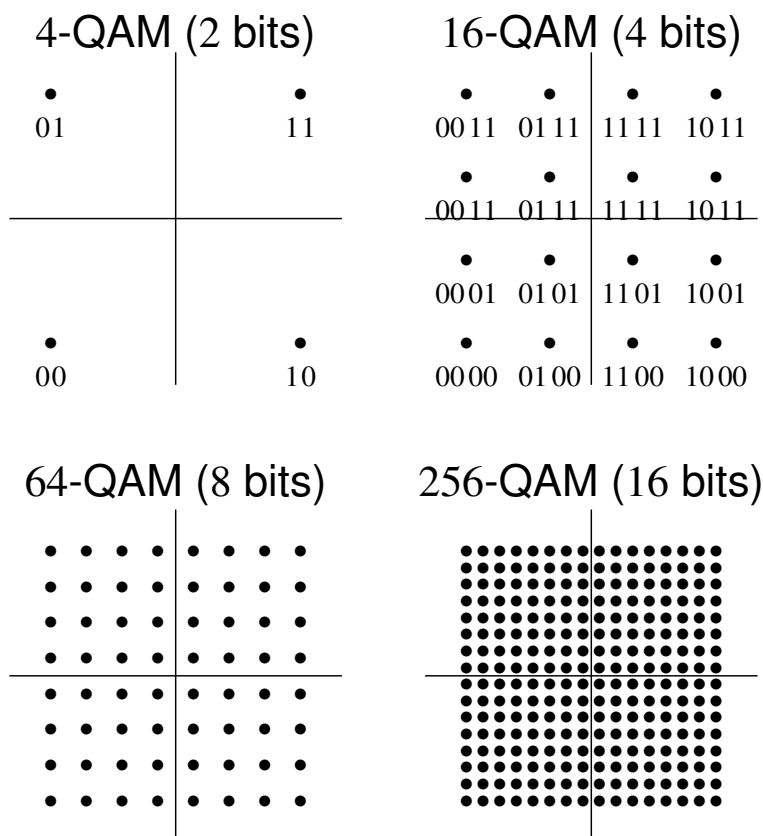 4-QAM (2 bits)
01 11
00 10
16-QAM (4 bits)
0011 0111 1111 1011
0011 0111 1111 1011
0001 0101 1101 1001
0000 0100 1100 1000
64-QAM (8 bits)
256-QAM (16 bits)